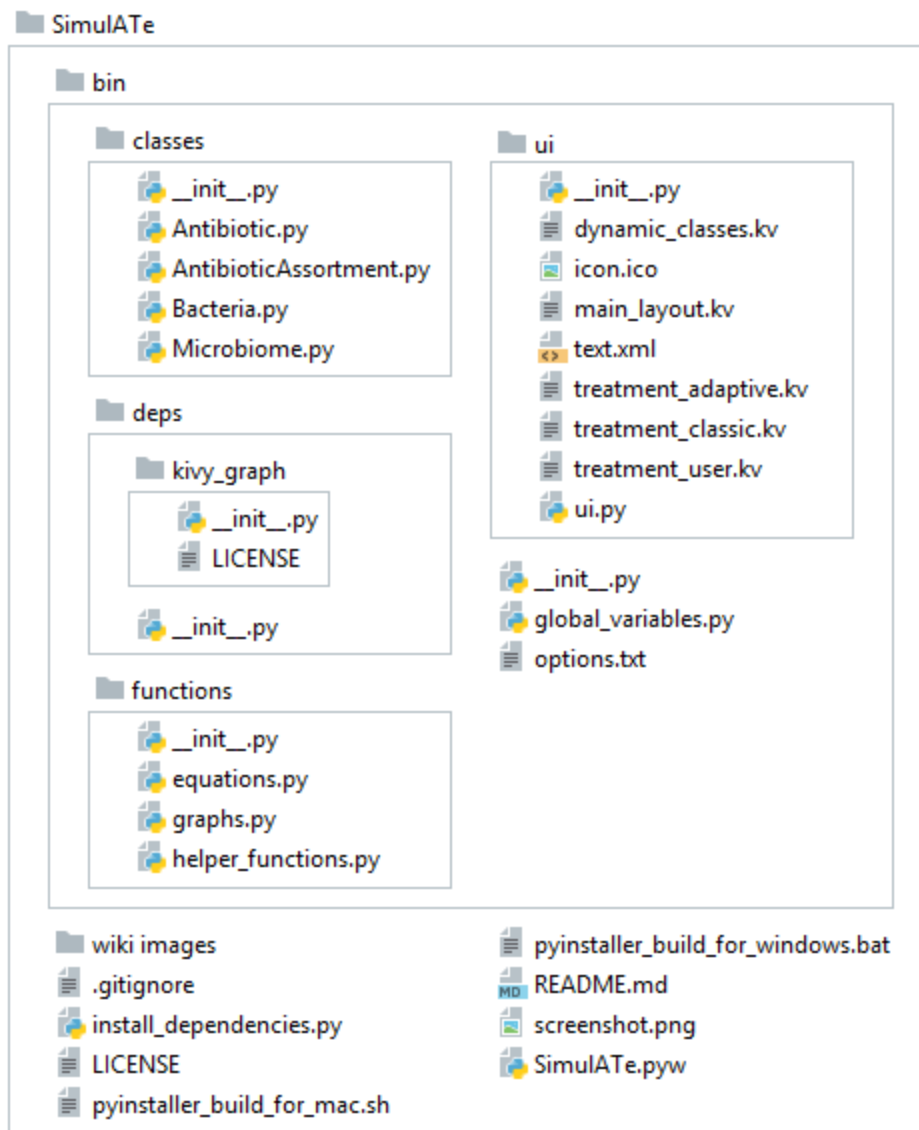 SimulATe
bin
classes
__init__.py
Antibiotic.py
AntibioticAssortment.py
Bacteria.py
Microbiome.py
deps
kivy_graph
__init__.py
LICENSE
__init__.py
functions
__init__.py
equations.py
graphs.py
helper_functions.py
ui
__init__.py
dynamic_classes.kv
icon.ico
main_layout.kv
<> text.xml
treatment_adaptive.kv
treatment_classic.kv
treatment_user.kv
ui.py
__init__.py
global_variables.py
options.txt
wiki images
.gitignore
install_dependencies.py
LICENSE
pyinstaller_build_for_mac.sh
pyinstaller_build_for_windows.bat
MD README.md
screenshot.png
SimulATe.pyw